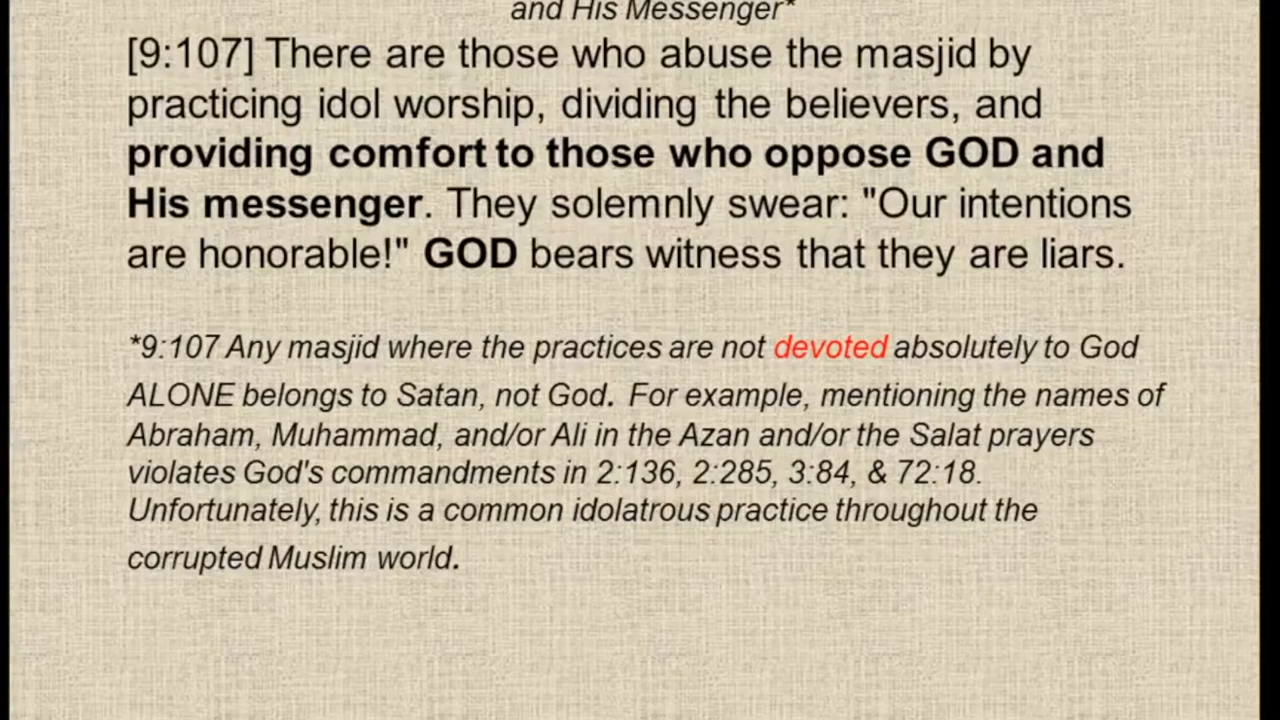 and His Messenger*
[9:107] There are those who abuse the masjid by
practicing idol worship, dividing the believers, and
providing comfort to those who oppose GOD and
His messenger. They solemnly swear: "Our intentions
are honorable!" GOD bears witness that they are liars.
*9:107 Any masjid where the practices are not devoted absolutely to God
ALONE belongs to Satan, not God. For example, mentioning the names of
Abraham, Muhammad, and/or Ali in the Azan and/or the Salat prayers
violates God's commandments in 2:136, 2:285, 3:84, & 72:18.
Unfortunately, this is a common idolatrous practice throughout the
corrupted Muslim world.